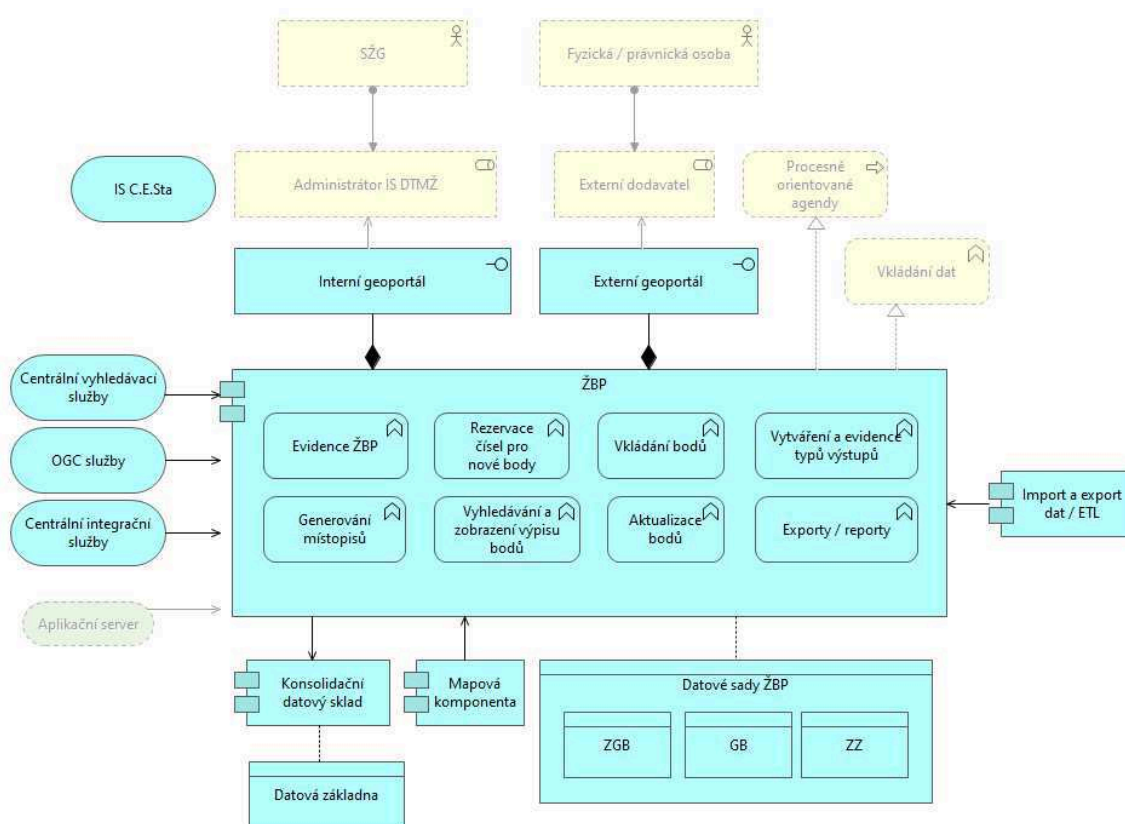 SŽG
Fyzická / právnická osoba
IS C.E.Sta
Administrátor IS DTMŽ
Externí dodavatel
Procesně
orientované
agendy
Vkládání dat
Interní geoportál
Externí geoportál
Centrální vyhledávací
služby
OGC služby
Centrální integrační
služby
Aplikační server
ŽBP
Evidence ŽBP
Rezervace
čísel pro
nové body
Vkládání bodů
Vytváření a evidence
typů výstupů
Generování
místopisů
Vyhledávání a
zobrazení výpisu
bodů
Aktualizace
bodů
Exporty / reporty
Import a export
dat / ETL
Konsolidační
datový sklad
Mapová
komponenta
Datové sady ŽBP
ZGB
GB
ZZ
Datová základna